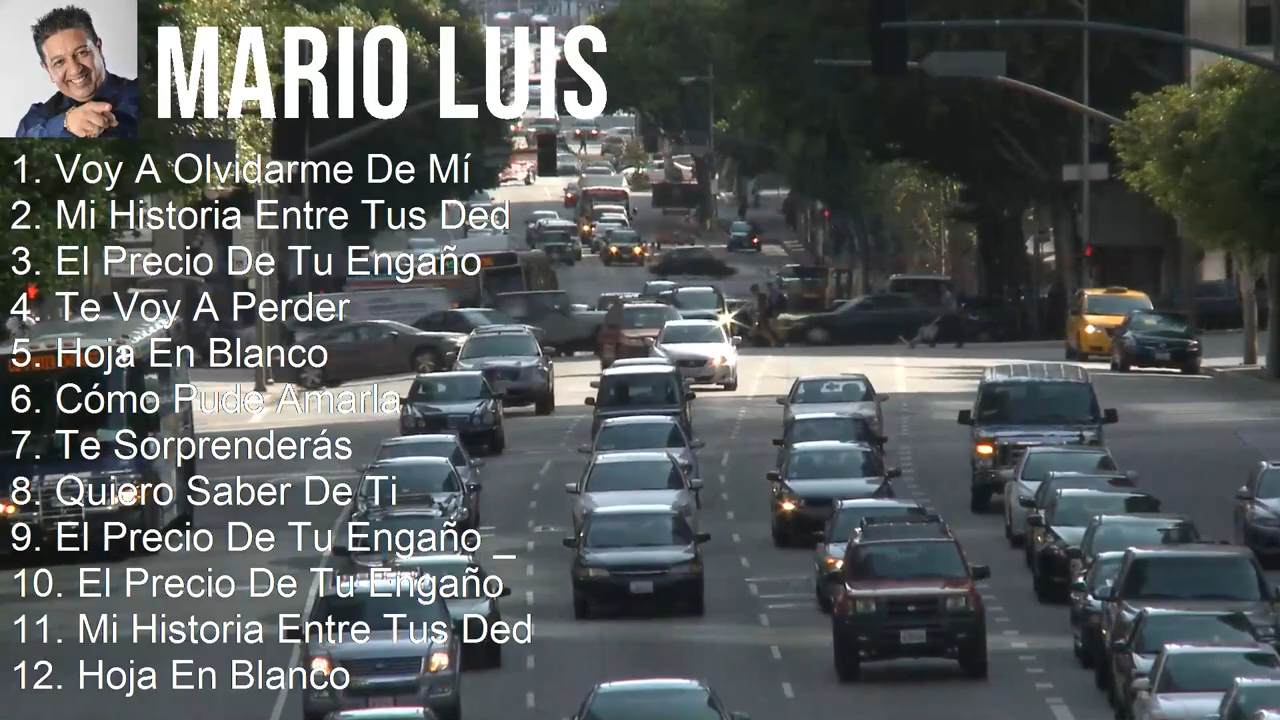 MARIO LUIS
1. Voy A Olvidarme De Mí
2. Mi Historia Entre Tus Ded
3. El Precio De Tu Engaño
4. Te Voy A Perder
5. Hoja En Blanco
6. Cómo Pude Amarla
7. Te Sorprenderás
8. Quiero Saber De Ti
9. El Precio De Tu Engaño _
10. El Precio De Tu Engaño
11. Mi Historia Entre Tus Ded
12. Hoja En Blanco